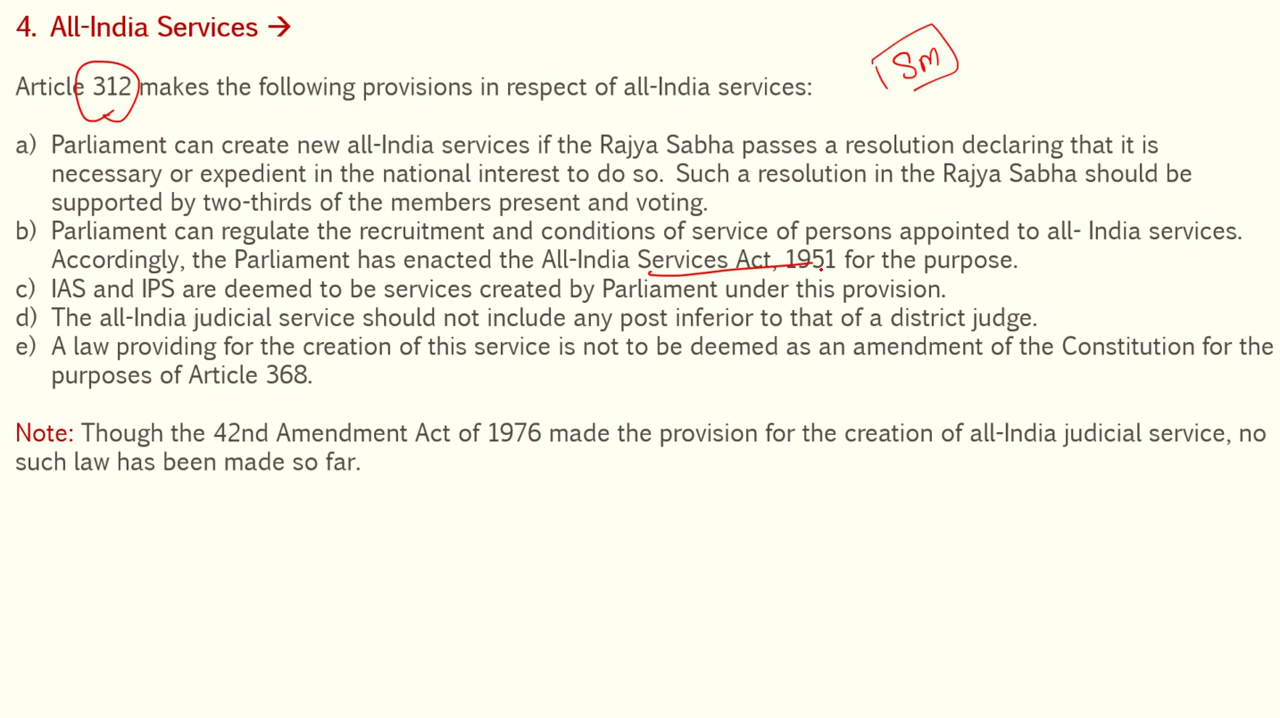 4. All-India Services →
SM
Article 312 makes the following provisions in respect of all-India services:
a) Parliament can create new all-India services if the Rajya Sabha passes a resolution declaring that it is
necessary or expedient in the national interest to do so. Such a resolution in the Rajya Sabha should be
supported by two-thirds of the members present and voting.
b) Parliament can regulate the recruitment and conditions of service of persons appointed to all- India services.
Accordingly, the Parliament has enacted the All-India Services Act, 1951 for the purpose.
c) IAS and IPS are deemed to be services created by Parliament under this provision.
d) The all-India judicial service should not include any post inferior to that of a district judge.
e) A law providing for the creation of this service is not to be deemed as an amendment of the Constitution for the
purposes of Article 368.
Note: Though the 42nd Amendment Act of 1976 made the provision for the creation of all-India judicial service, no
such law has been made so far.